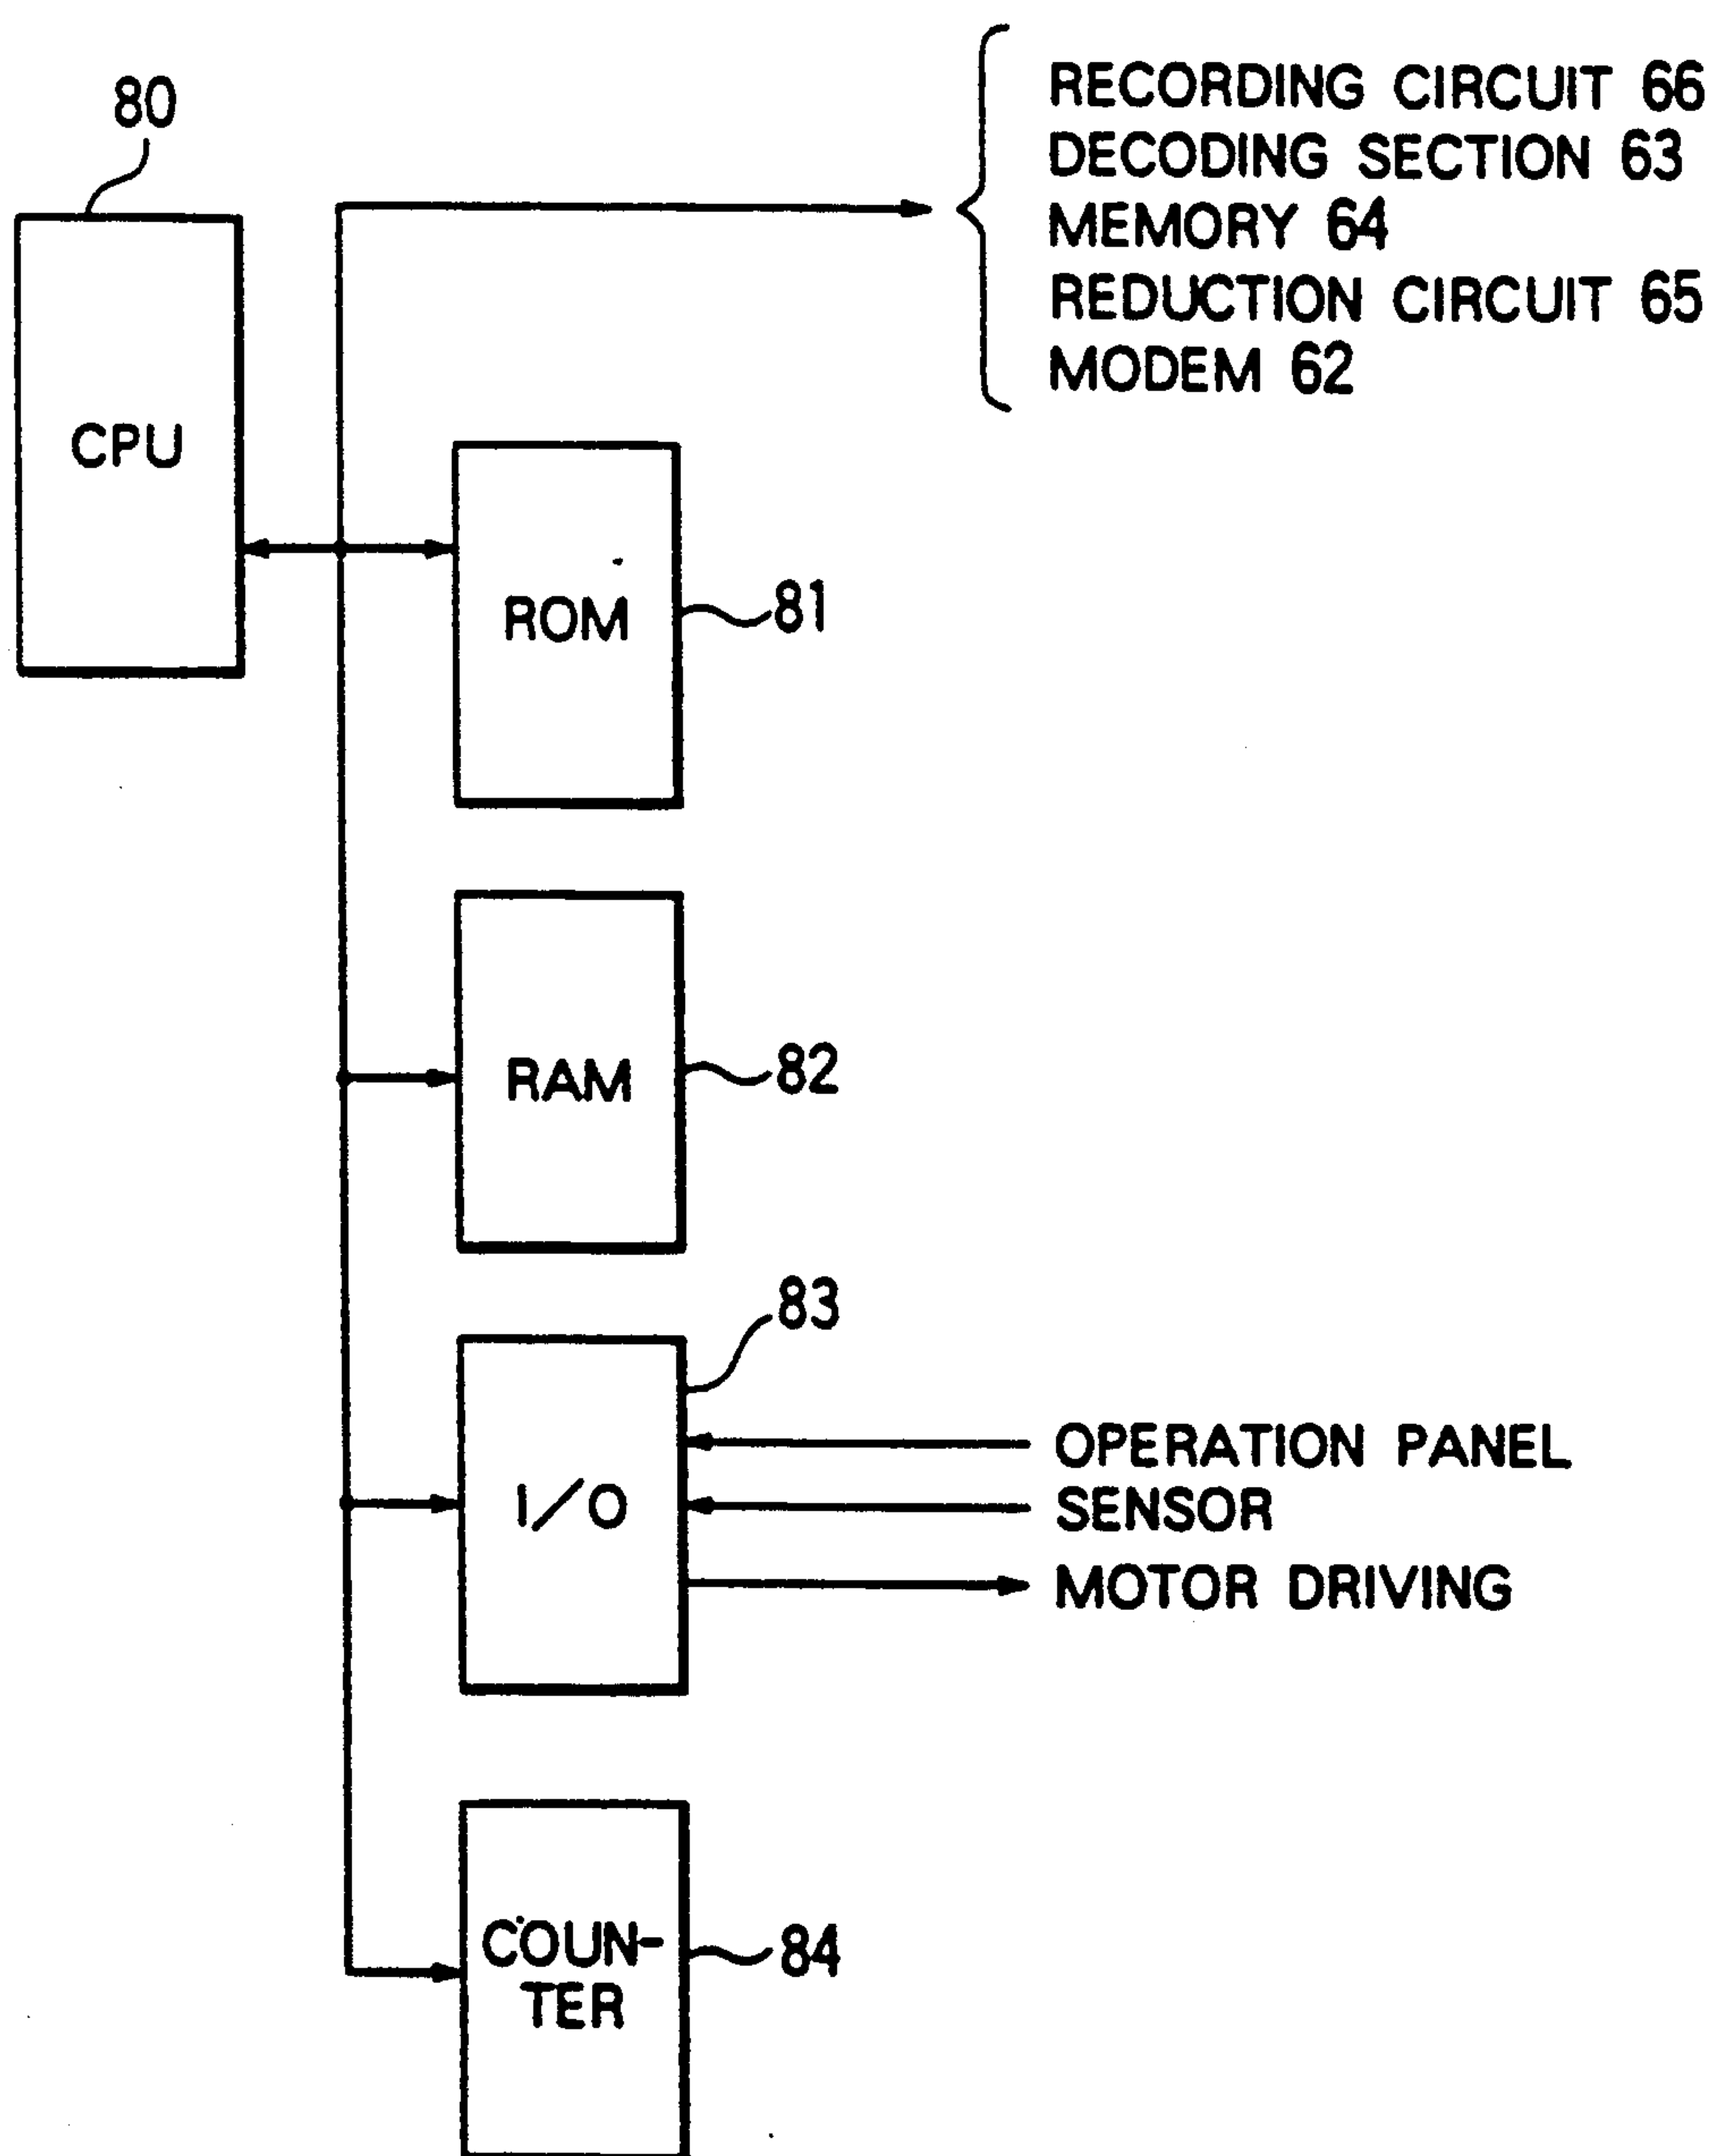 80
RECORDING CIRCUIT 66
DECODING SECTION 63
MEMORY 64
REDUCTION CIRCUIT 65
MODEM 62
CPU
ROM
81
RAM
82
83
I/O
OPERATION PANEL
SENSOR
MOTOR DRIVING
COUN-
TER
84